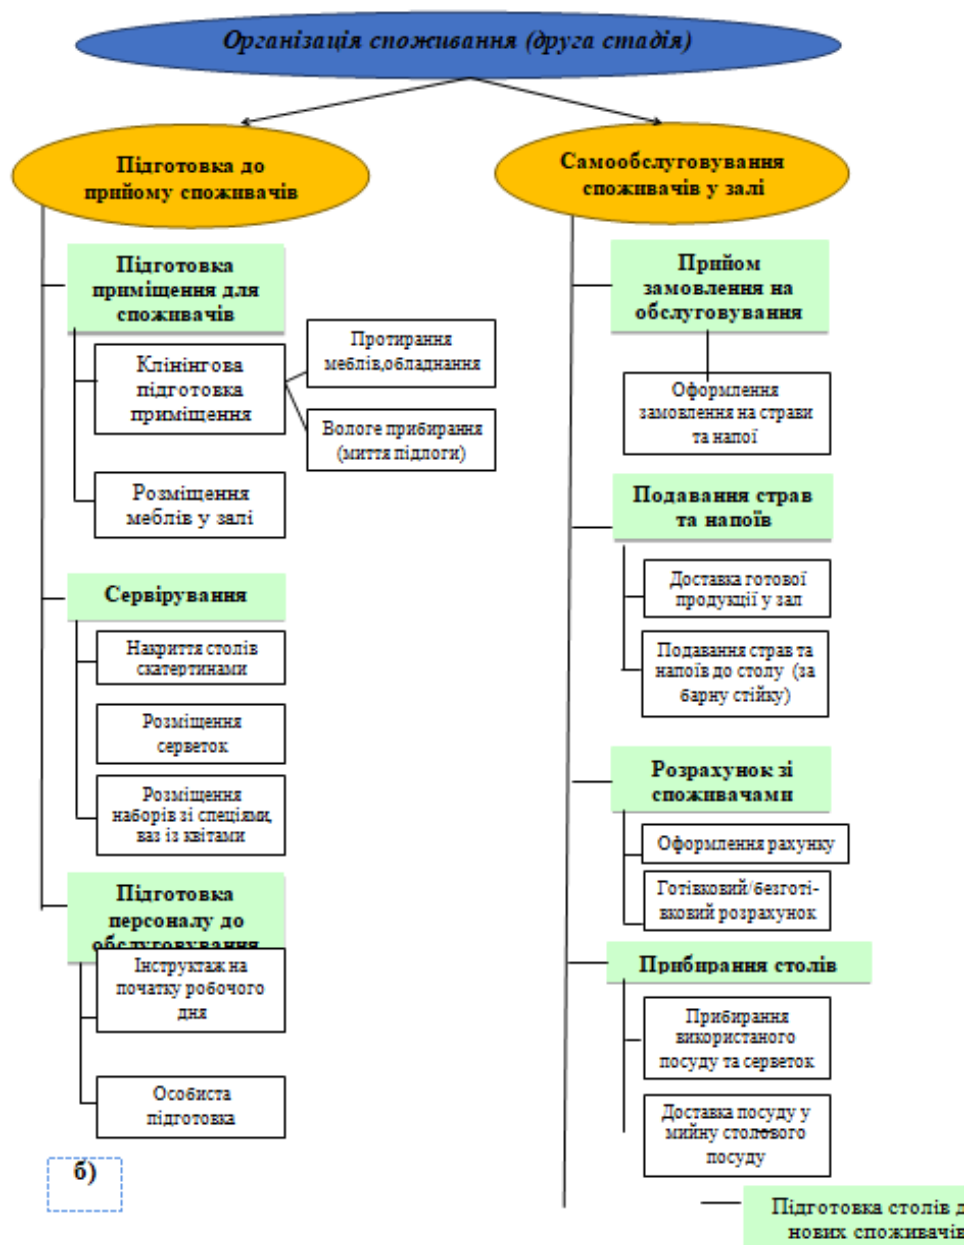 Організація споживання (друга стадія)
Підготовка до
прийому споживачів
Підготовка
приміщення для
споживачів
Клінінгова
підготовка
приміщення
Протирання
меблів,обладнання
Вологе прибирання
(миття підлоги)
Розміщення
меблів у залі
Сервірування
Накриття столів
скатертинами
Розміщення
серветок
Розміщення
наборів зі спеціями,
ваз із квітами
Підготовка
персоналу до
обслуговування
Інструктаж на
початку робочого
дня
Особиста
підготовка
б)
Самообслуговування
споживачів у залі
Прийом
замовлення на
обслуговування
Оформлення
замовлення на страви
та напої
Подавання страв
та напоїв
Доставка готової
продукції у зал
Подавання страв та
напоїв до столу (за
барну стійку)
Розрахунок зі
споживачами
Оформлення рахунку
Готівковий/безготі-
вковий розрахунок
Прибирання столів
Прибирання
використаного
посуду та серветок
Доставка посуду у
мийну столового
посуду
Підготовка столів д
нових споживачів